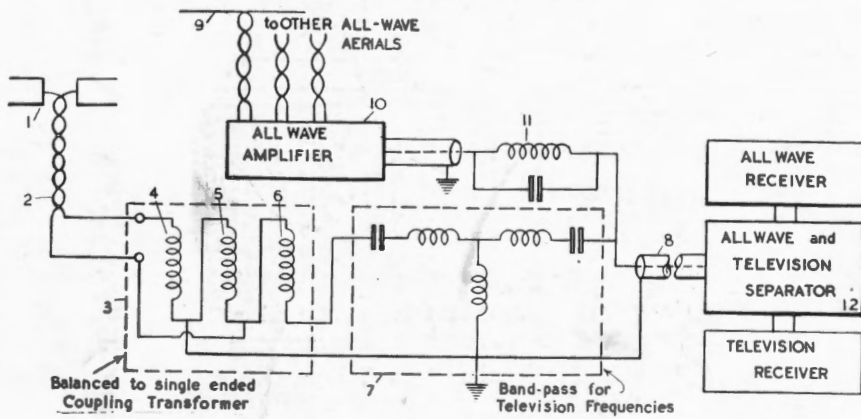 9
to OTHER ALL-WAVE
AERIALS
1
10
11
ALL WAVE
AMPLIFIER
ALL WAVE
RECEIVER
2
4
5
6
8
ALL WAVE and
TELEVISION
SEPARATOR
12
3
TELEVISION
RECEIVER
Balanced to single ended
Coupling Transformer
7
Band-pass for
Television Frequencies